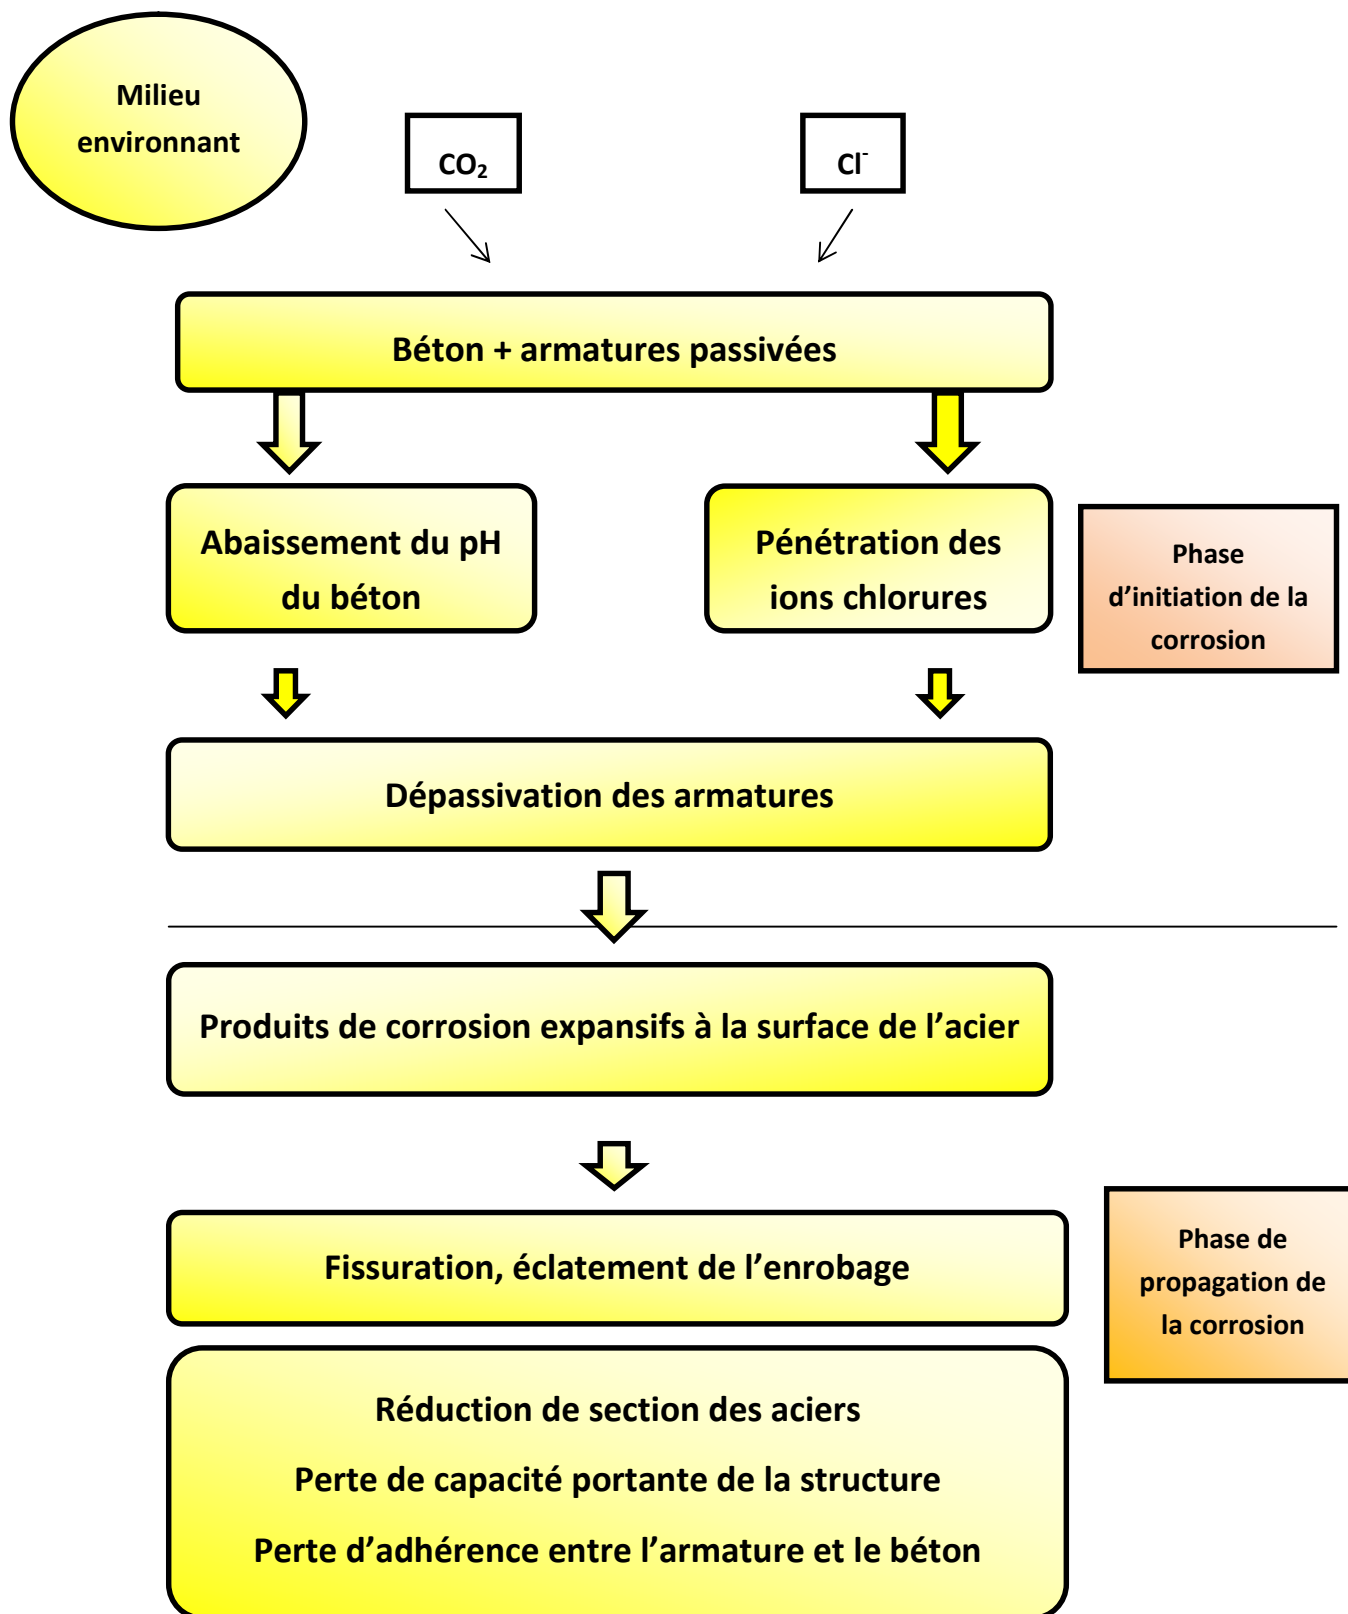 Milieu
environnant
CO₂
Cl⁻
Béton + armatures passivées
Abaissement du pH
du béton
Pénétration des
ions chlorures
Phase
d’initiation de la
corrosion
Dépassivation des armatures
Produits de corrosion expansifs à la surface de l’acier
Fissuration, éclatement de l’enrobage
Phase de
propagation de
la corrosion
Réduction de section des aciers
Perte de capacité portante de la structure
Perte d’adhérence entre l’armature et le béton